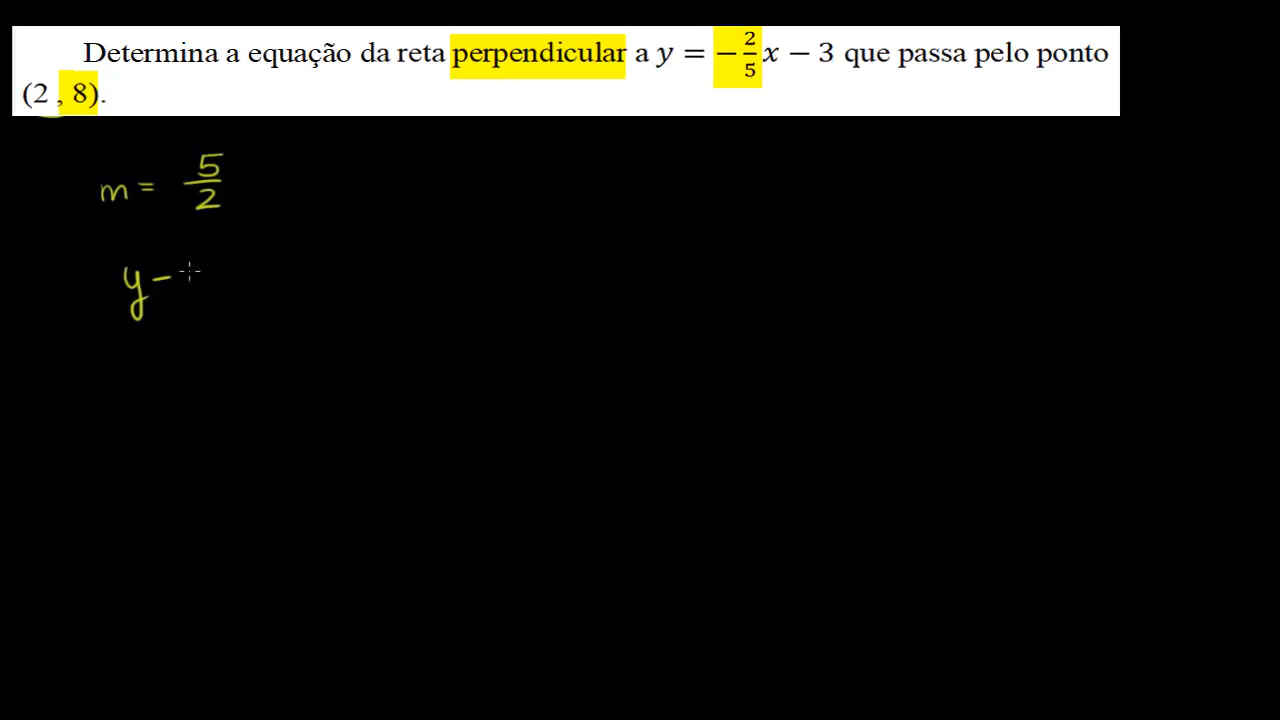 Determina a equação da reta perpendicular a y = −2/5 x − 3 que passa pelo ponto
(2 , 8).
m = 5/2
y −